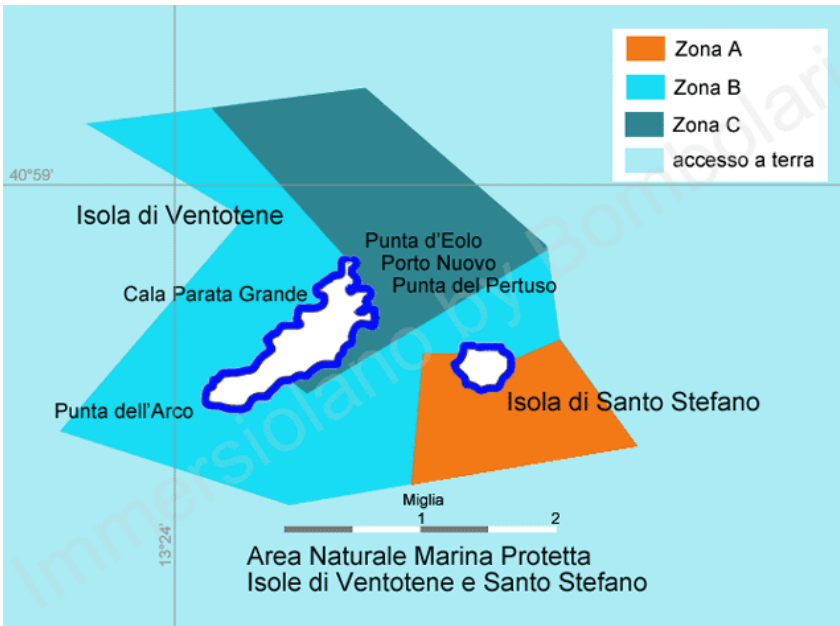 Zona A
Zona B
Zona C
accesso a terra
40°59'
Isola di Ventotene
Punta d'Eolo
Porto Nuovo
Punta del Pertuso
Cala Parata Grande
Punta dell'Arco
Isola di Santo Stefano
Miglia
1 2
13°24'
Area Naturale Marina Protetta
Isole di Ventotene e Santo Stefano
Immersiolano by Bombolari